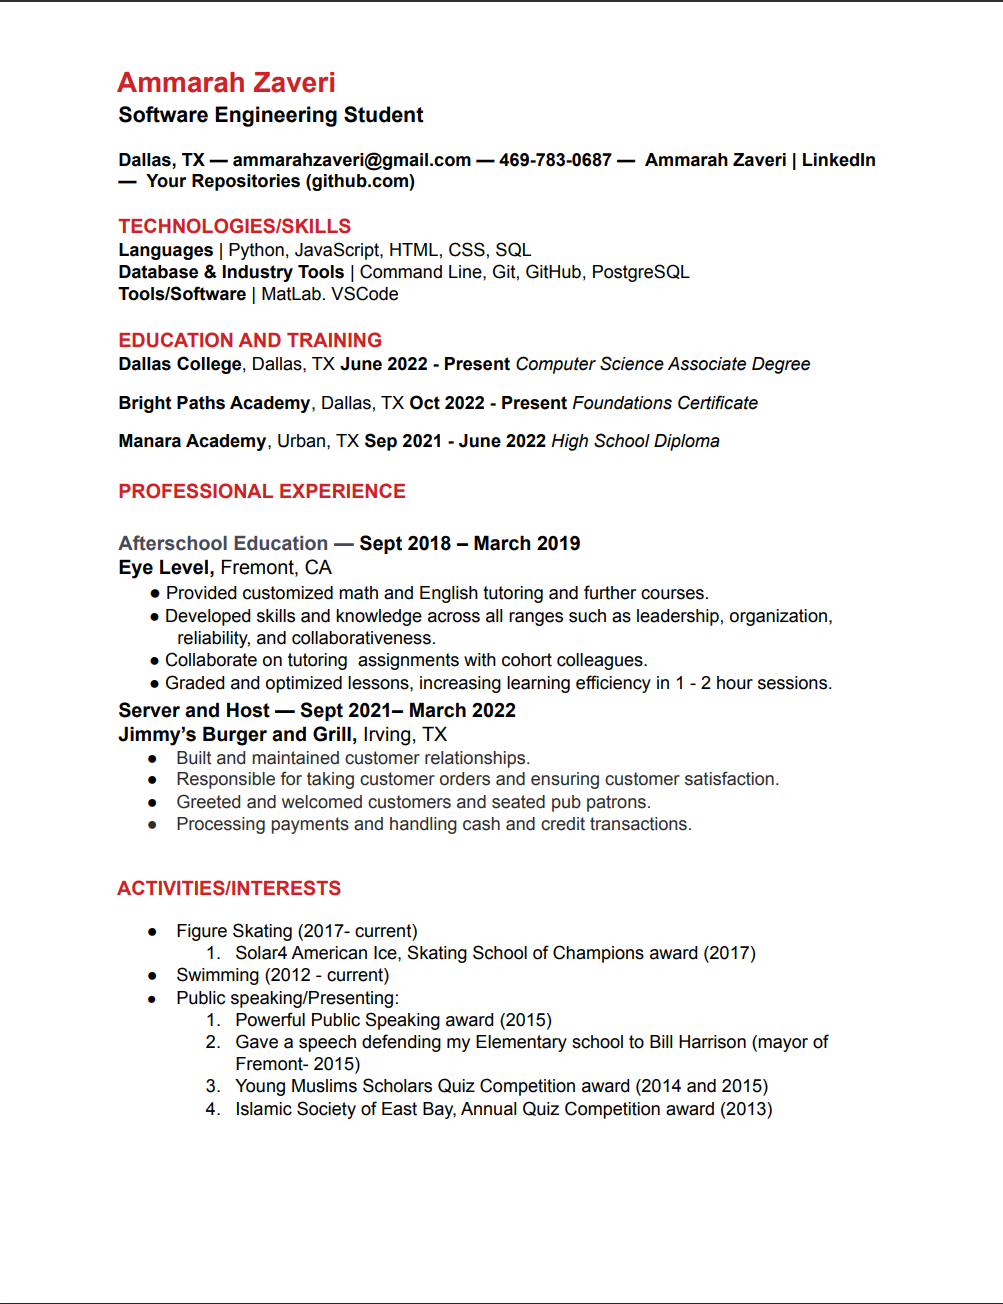 Ammarah Zaveri
Software Engineering Student
Dallas, TX — ammarahzaveri@gmail.com — 469-783-0687 — Ammarah Zaveri | LinkedIn
— Your Repositories (github.com)
TECHNOLOGIES/SKILLS
Languages | Python, JavaScript, HTML, CSS, SQL
Database & Industry Tools | Command Line, Git, GitHub, PostgreSQL
Tools/Software | MatLab. VSCode
EDUCATION AND TRAINING
Dallas College, Dallas, TX June 2022 - Present Computer Science Associate Degree
Bright Paths Academy, Dallas, TX Oct 2022 - Present Foundations Certificate
Manara Academy, Urban, TX Sep 2021 - June 2022 High School Diploma
PROFESSIONAL EXPERIENCE
Afterschool Education — Sept 2018 – March 2019
Eye Level, Fremont, CA
● Provided customized math and English tutoring and further courses.
● Developed skills and knowledge across all ranges such as leadership, organization,
reliability, and collaborativeness.
● Collaborate on tutoring assignments with cohort colleagues.
● Graded and optimized lessons, increasing learning efficiency in 1 - 2 hour sessions.
Server and Host — Sept 2021– March 2022
Jimmy’s Burger and Grill, Irving, TX
● Built and maintained customer relationships.
● Responsible for taking customer orders and ensuring customer satisfaction.
● Greeted and welcomed customers and seated pub patrons.
● Processing payments and handling cash and credit transactions.
ACTIVITIES/INTERESTS
● Figure Skating (2017- current)
1. Solar4 American Ice, Skating School of Champions award (2017)
● Swimming (2012 - current)
● Public speaking/Presenting:
1. Powerful Public Speaking award (2015)
2. Gave a speech defending my Elementary school to Bill Harrison (mayor of
Fremont- 2015)
3. Young Muslims Scholars Quiz Competition award (2014 and 2015)
4. Islamic Society of East Bay, Annual Quiz Competition award (2013)